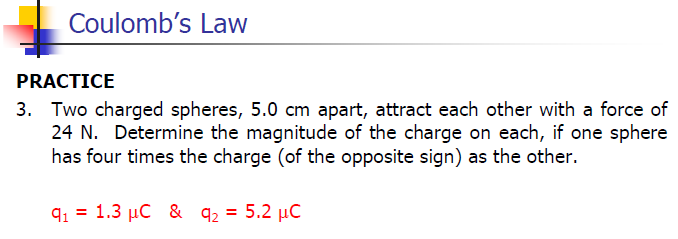 Coulomb's Law
PRACTICE
3. Two charged spheres, 5.0 cm apart, attract each other with a force of
24 N. Determine the magnitude of the charge on each, if one sphere
has four times the charge (of the opposite sign) as the other.
q₁ = 1.3 μC & q₂ = 5.2 μC